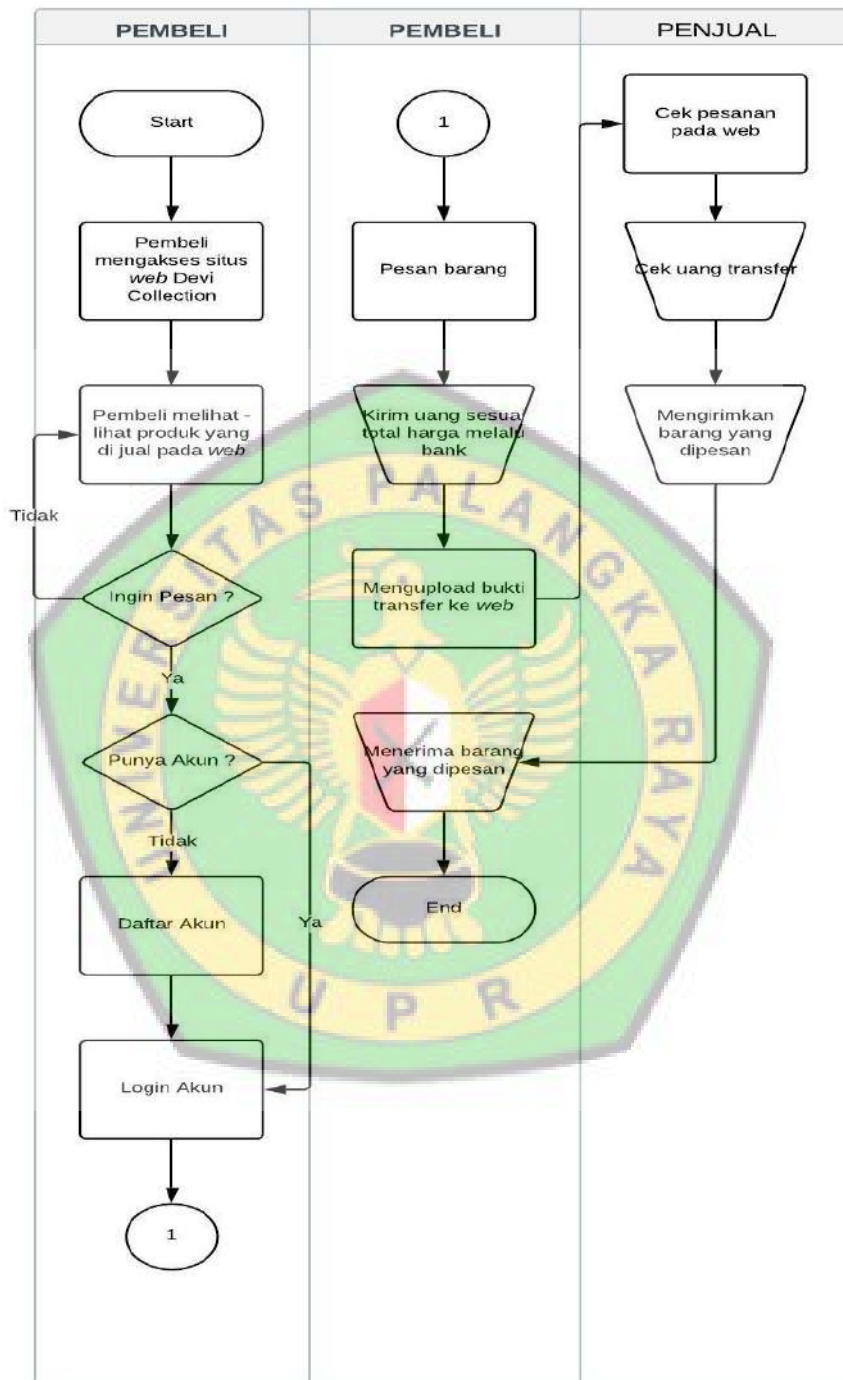 PEMBELI
PEMBELI
PENJUAL
Start
Pembeli
mengakses situs
web Devi
Collection
Pembeli melihat -
lihat produk yang
di jual pada web
Tidak
Ingin Pesan ?
Ya
Punya Akun ?
Tidak
Ya
Daftar Akun
Login Akun
1
1
Pesan barang
Kirim uang sesua
total harga melalu
bank
Mengupload bukti
transfer ke web
Menerima barang
yang dipesan
End
Cek pesanan
pada web
Cek uang transfer
Mengirimkan
barang yang
dipesan
UNIVERSITAS PALANGKA RAYA
UPR